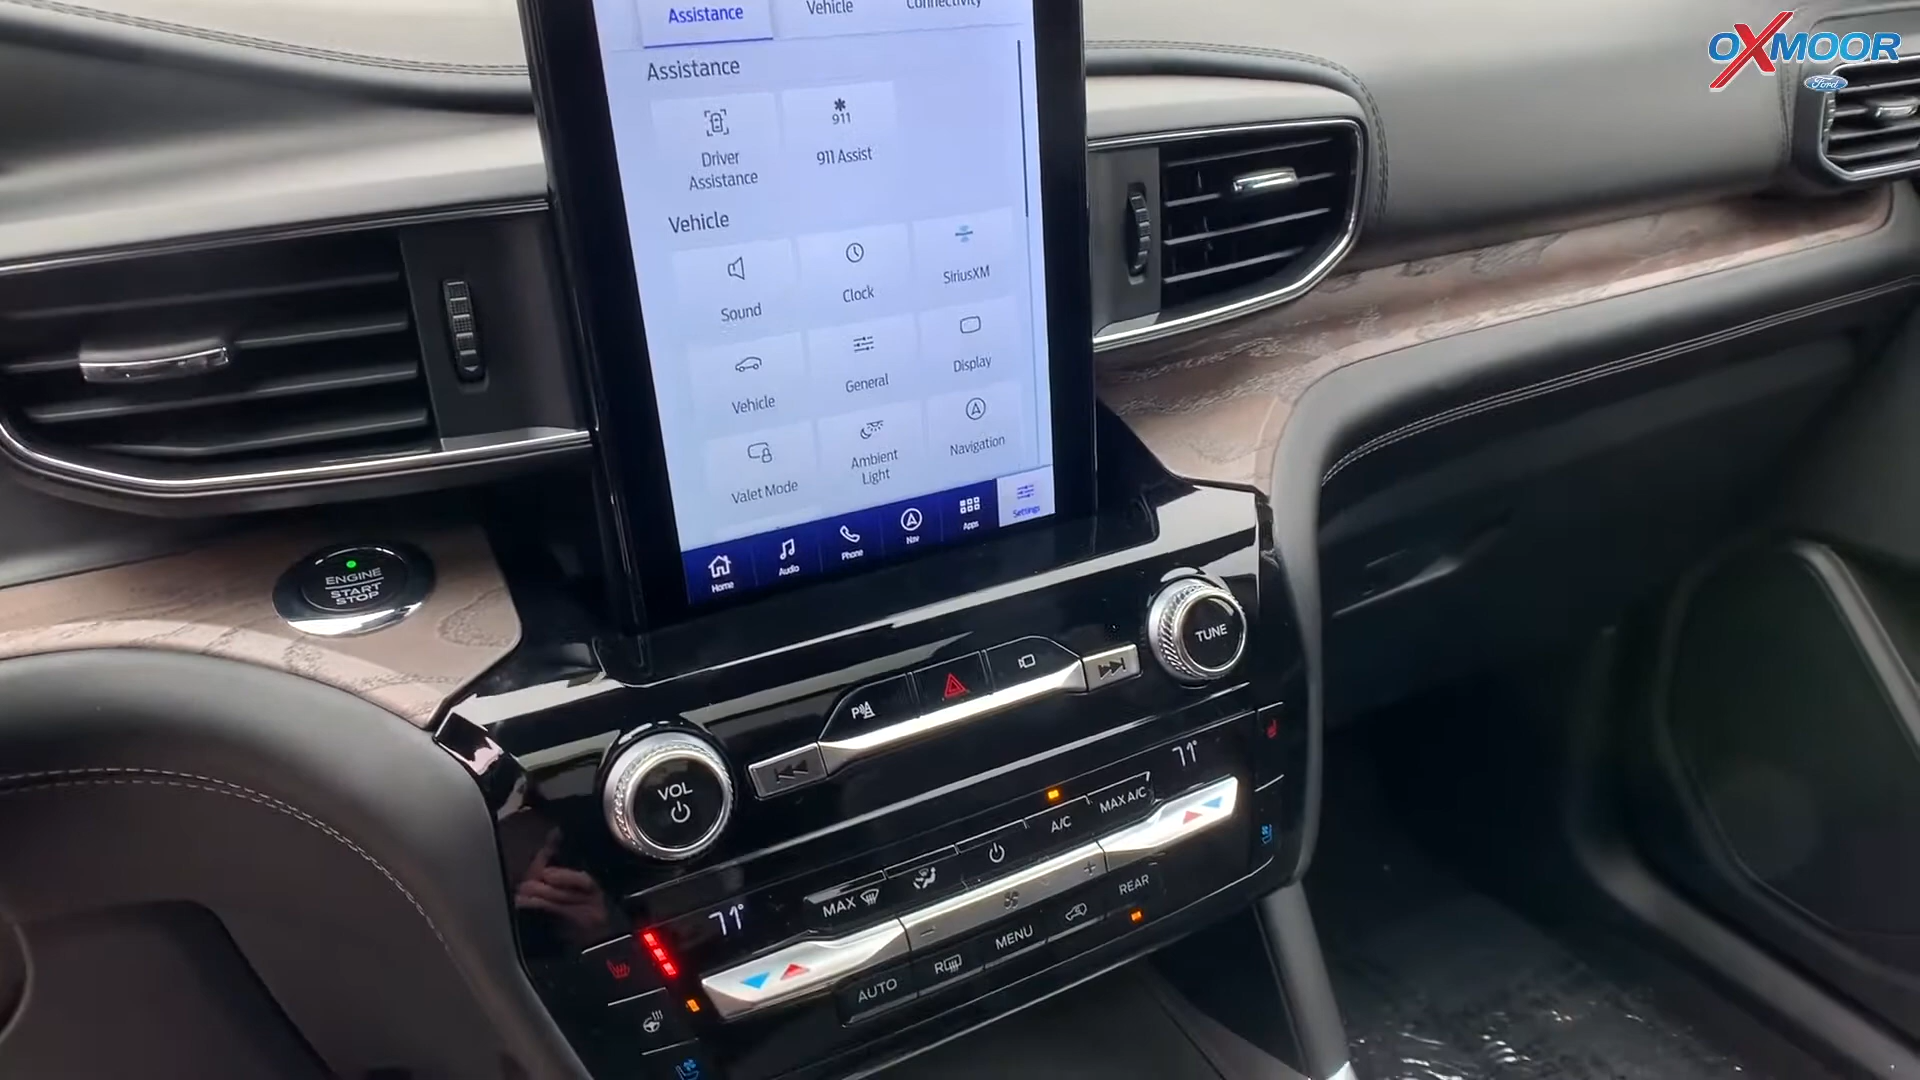 OXMOOR
Ford
Assistance
Vehicle
Connectivity
Assistance
911
Driver
Assistance
911 Assist
Vehicle
Sound
Clock
SiriusXM
Vehicle
General
Display
Valet Mode
Ambient
Light
Navigation
Home
Audio
Phone
Nav
Apps
Settings
ENGINE
START
STOP
TUNE
P
VOL
71°
A/C
MAX A/C
71°
MAX
REAR
MENU
R
AUTO